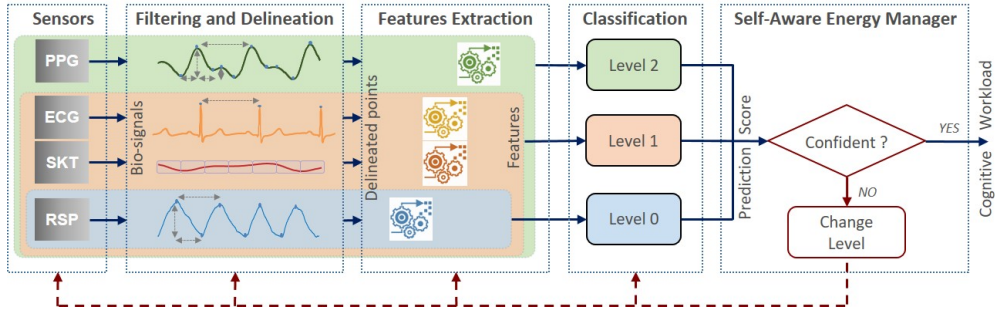 Sensors
Filtering and Delineation
Features Extraction
Classification
Self-Aware Energy Manager
PPG
ECG
SKT
RSP
Bio-signals
Delineated points
Features
Level 2
Level 1
Level 0
Prediction Score
Confident ?
YES
NO
Change
Level
Cognitive Workload